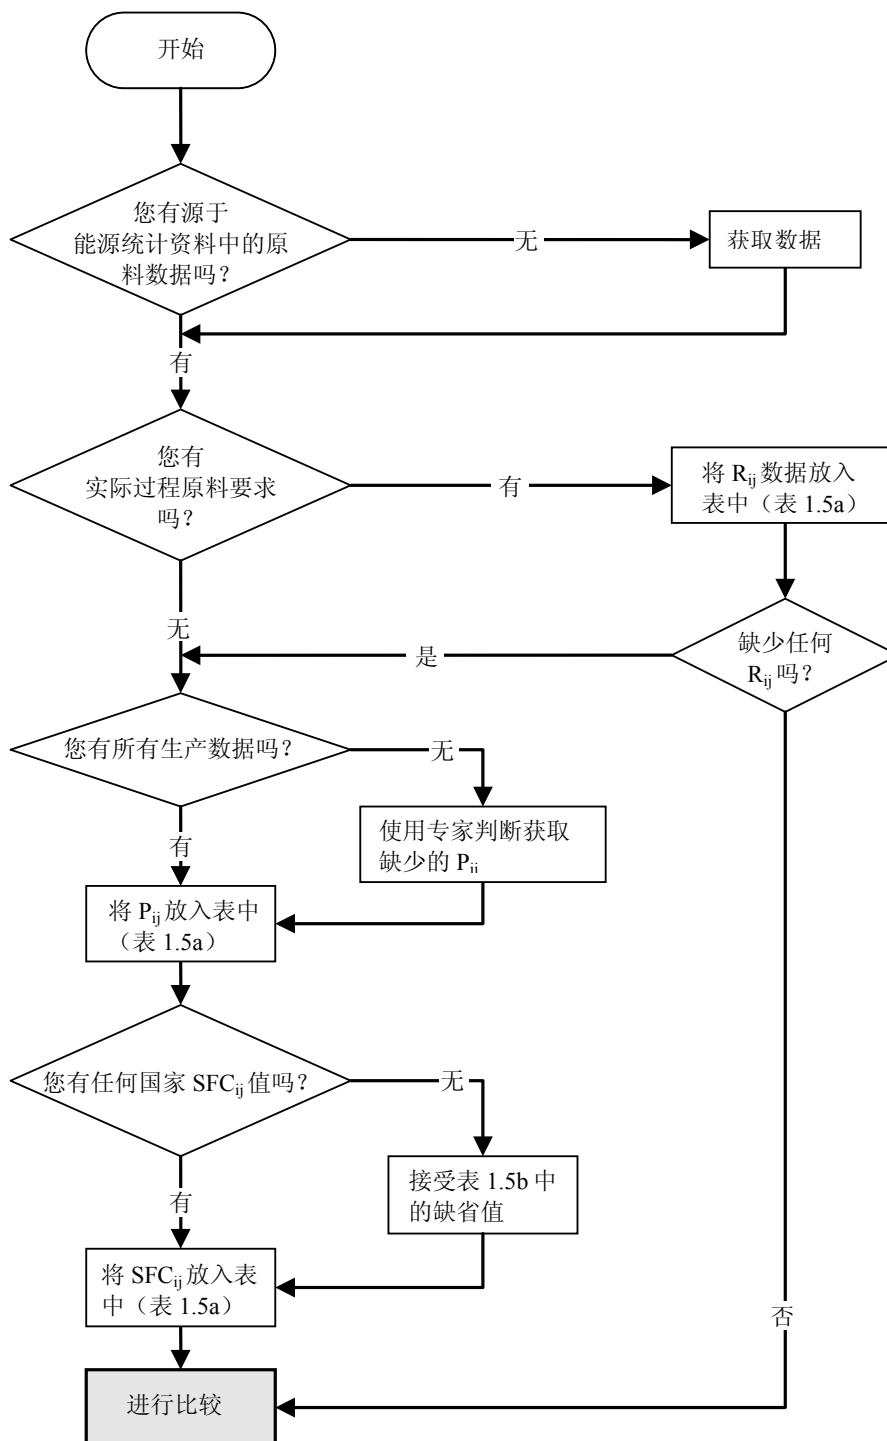 开始
您有源于
能源统计资料中的原
料数据吗？
无
获取数据
有
您有
实际过程原料要求
吗？
有
将 Rij 数据放入
表中（表 1.5a）
无
是
缺少任何
Rij 吗？
您有所有生产数据吗？
无
使用专家判断获取
缺少的 Pij
有
将 Pij 放入表中
（表 1.5a）
您有任何国家 SFCij 值吗？
无
接受表 1.5b 中
的缺省值
有
将 SFCij 放入表
中（表 1.5a）
否
进行比较